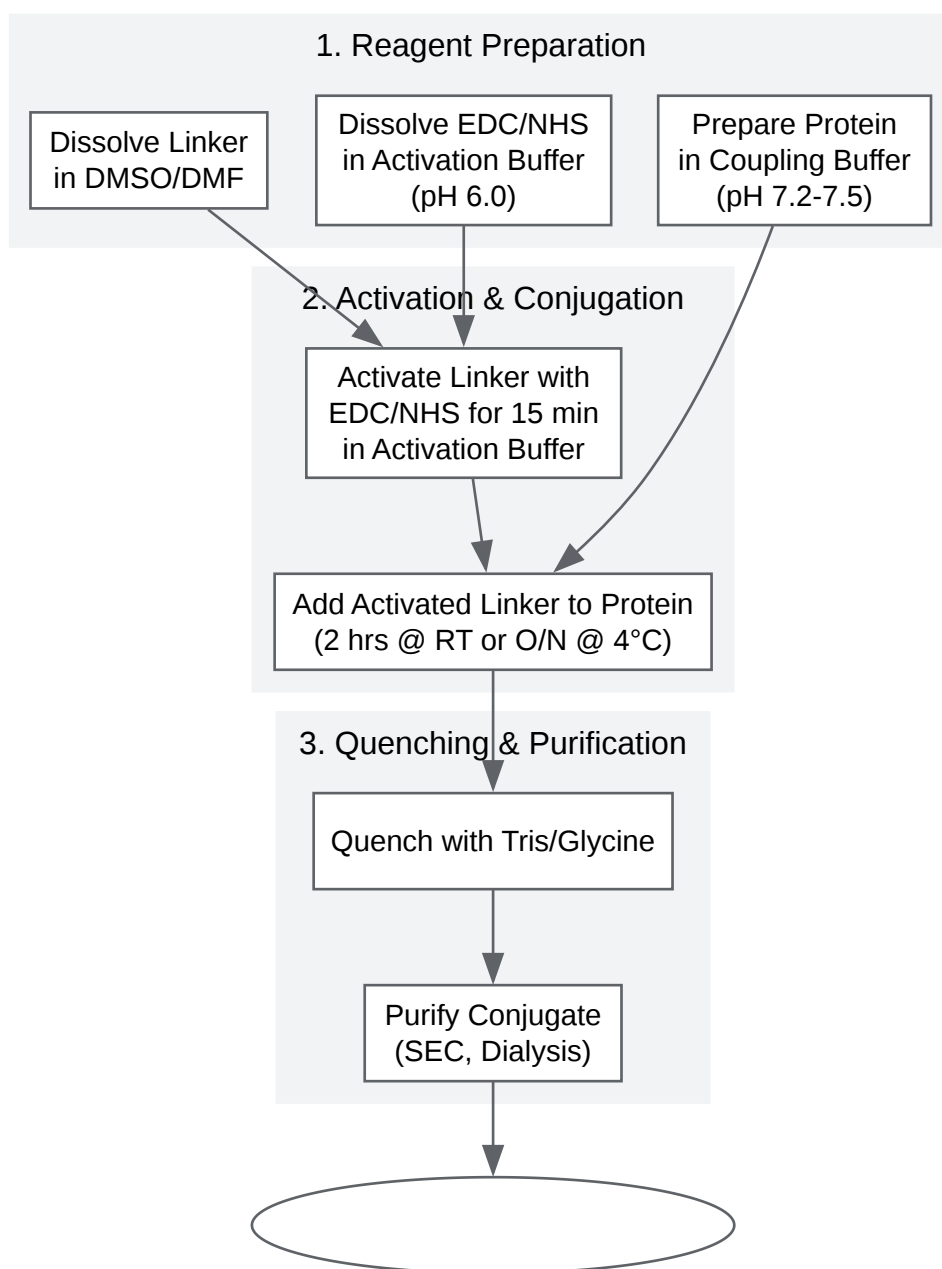 1. Reagent Preparation
Dissolve Linker
in DMSO/DMF
Dissolve EDC/NHS
in Activation Buffer
(pH 6.0)
Prepare Protein
in Coupling Buffer
(pH 7.2-7.5)
2. Activation & Conjugation
Activate Linker with
EDC/NHS for 15 min
in Activation Buffer
Add Activated Linker to Protein
(2 hrs @ RT or O/N @ 4°C)
3. Quenching & Purification
Quench with Tris/Glycine
Purify Conjugate
(SEC, Dialysis)